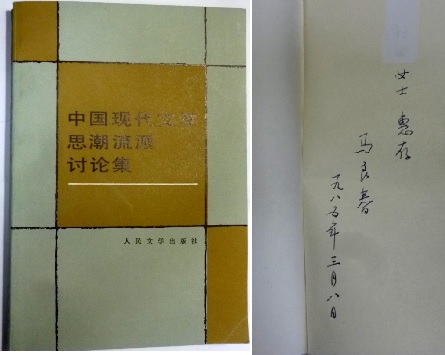 中国现代文学
思潮流派
讨论集
人民文学出版社
女士 惠存
马良春
一九八五年三月八日